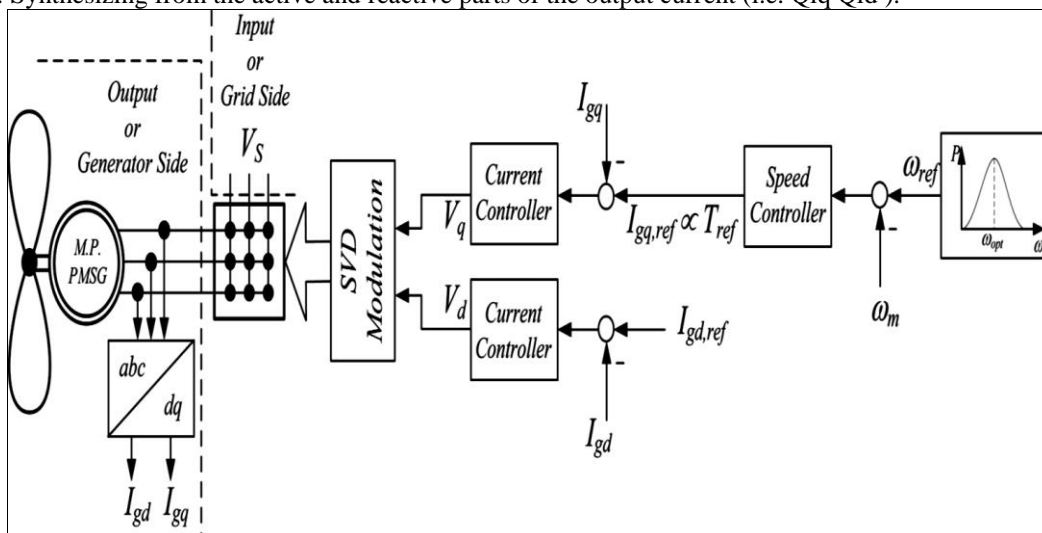 . Synthesizing from the active and reactive parts of the output current (i.e. Qiq Qid ).
Output
or
Generator Side
Input
or
Grid Side
V_S
M.P.
PMSG
abc
dq
I_gd
I_gq
SVD
Modulation
V_q
V_d
Current
Controller
Current
Controller
I_gq
-
I_gq,ref ∝ T_ref
I_gd,ref
-
I_gd
Speed
Controller
ω_ref
-
ω_m
P
ω_opt
ω